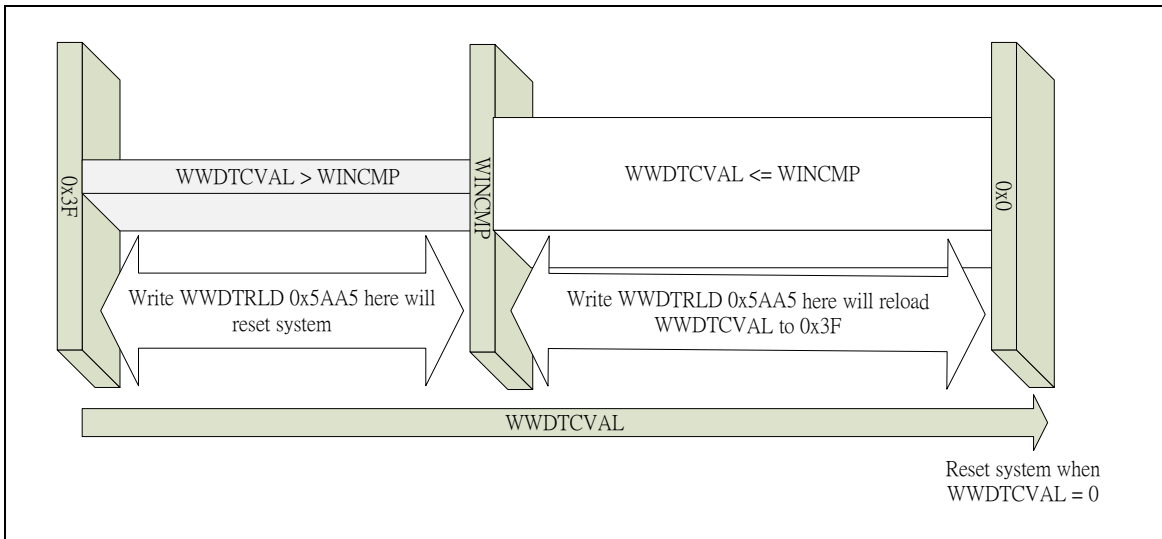 0x3F
WWDTCVAL > WINCMP
WINCMP
WWDTCVAL <= WINCMP
0x0
Write WWDTRLD 0x5AA5 here will
reset system
Write WWDTRLD 0x5AA5 here will reload
WWDTCVAL to 0x3F
WWDTCVAL
Reset system when
WWDTCVAL = 0